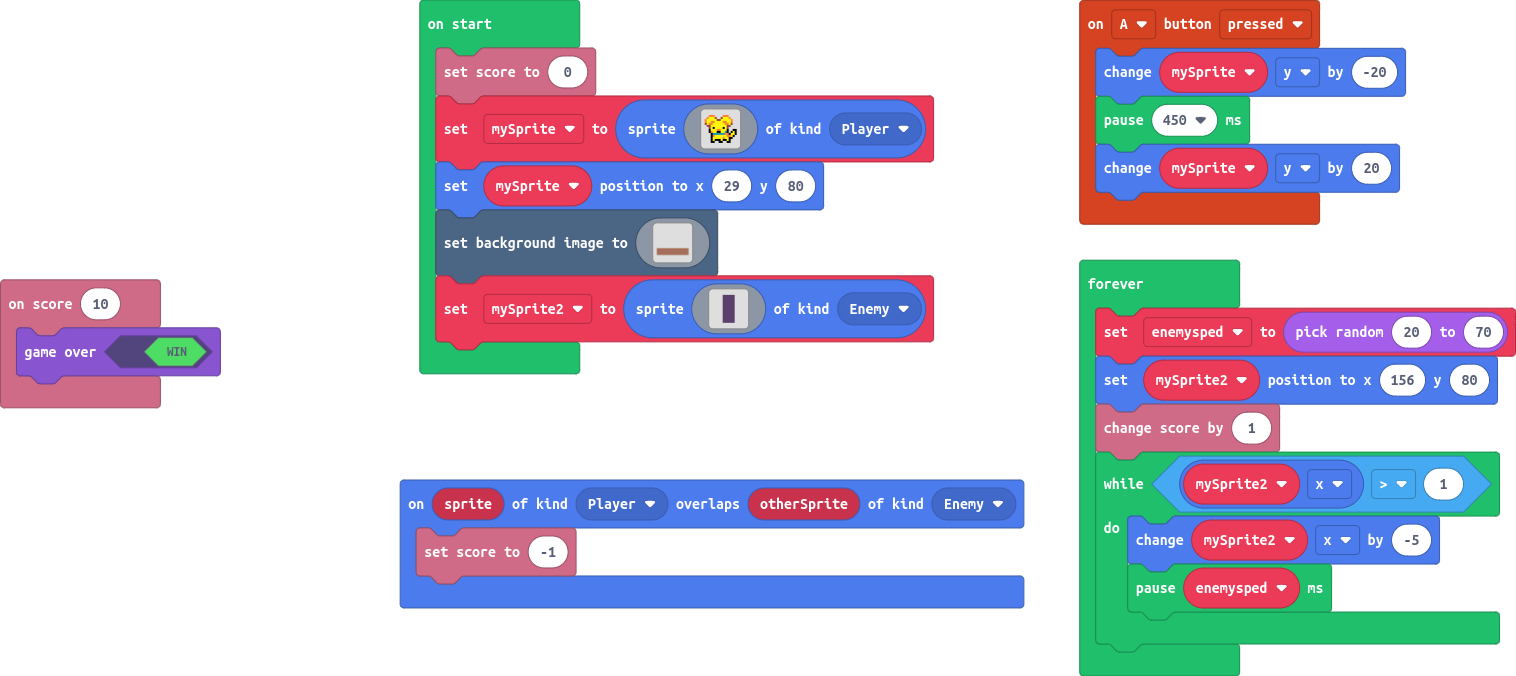 on start
set score to 0
set mySprite to sprite of kind Player
set mySprite position to x 29 y 80
set background image to
set mySprite2 to sprite of kind Enemy
on A button pressed
change mySprite y by -20
pause 450 ms
change mySprite y by 20
on score 10
game over WIN
forever
set enemysped to pick random 20 to 70
set mySprite2 position to x 156 y 80
change score by 1
while mySprite2 x > 1
do
change mySprite2 x by -5
pause enemysped ms
on sprite of kind Player overlaps otherSprite of kind Enemy
set score to -1